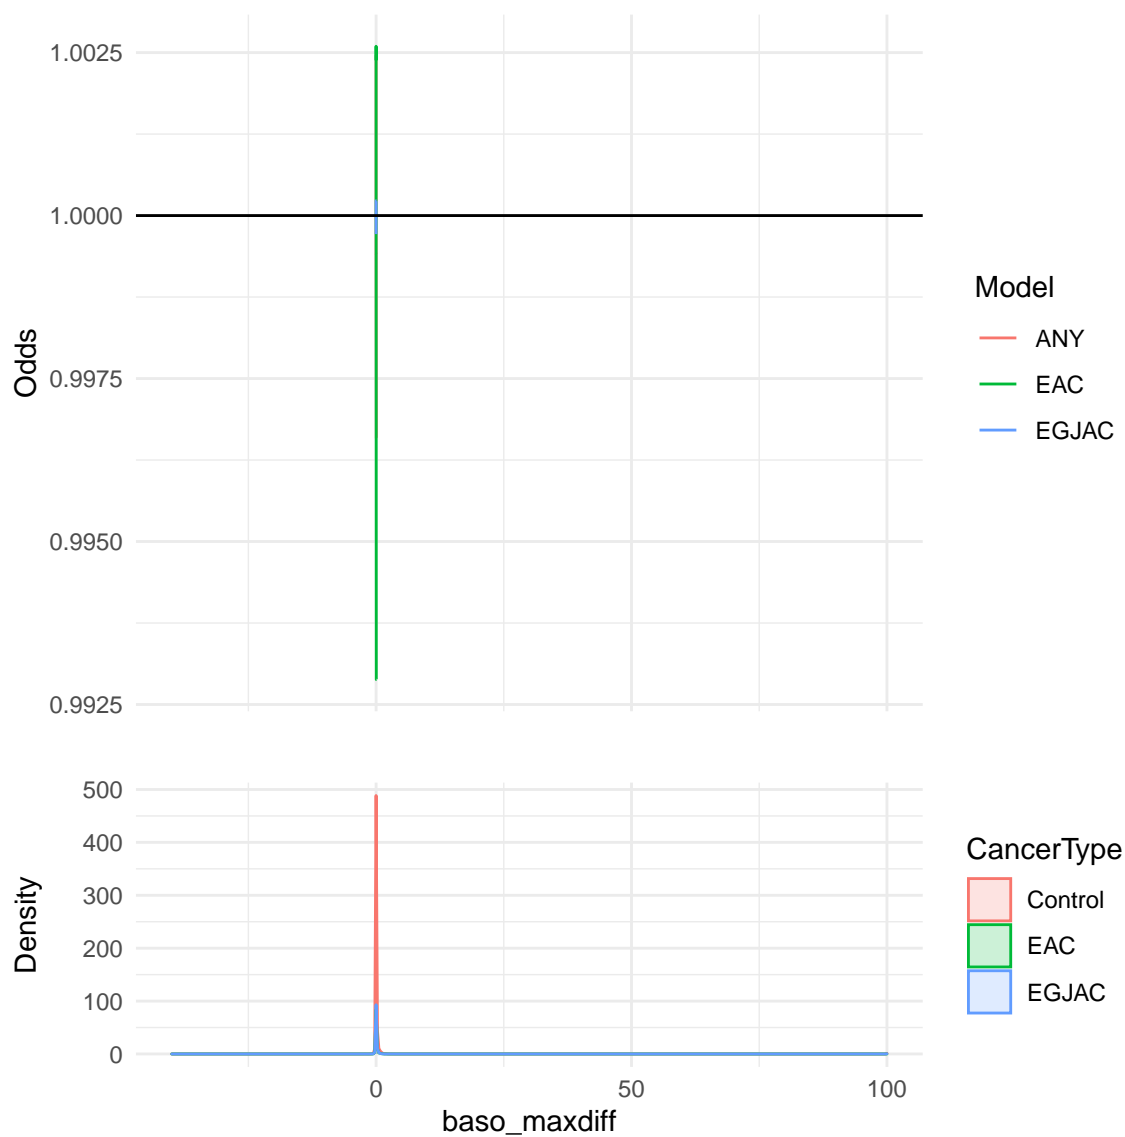 1.0025
1.0000
0.9975
0.9950
0.9925
Odds
Model
ANY
EAC
EGJAC
500
400
300
200
100
0
Density
0
50
100
baso_maxdiff
CancerType
Control
EAC
EGJAC